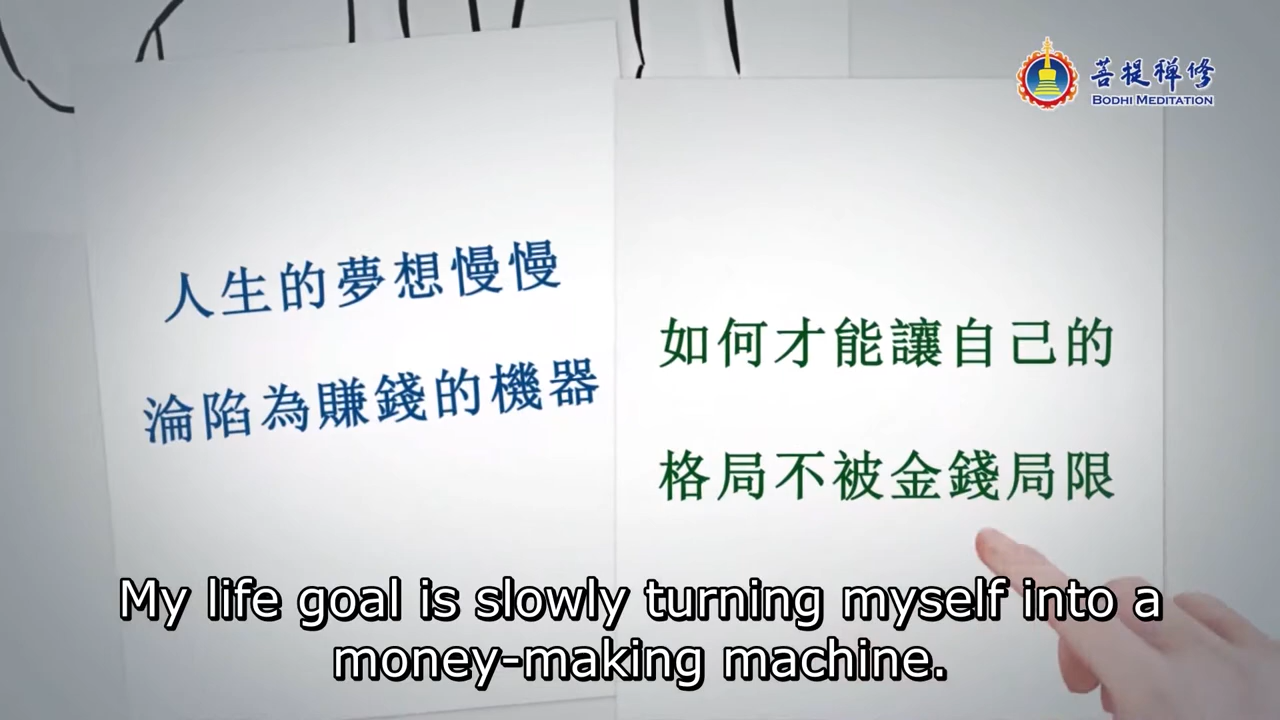 菩提禪修
BODHI MEDITATION
人生的夢想慢慢
淪陷為賺錢的機器
如何才能讓自己的
格局不被金錢局限
My life goal is slowly turning myself into a
money-making machine.